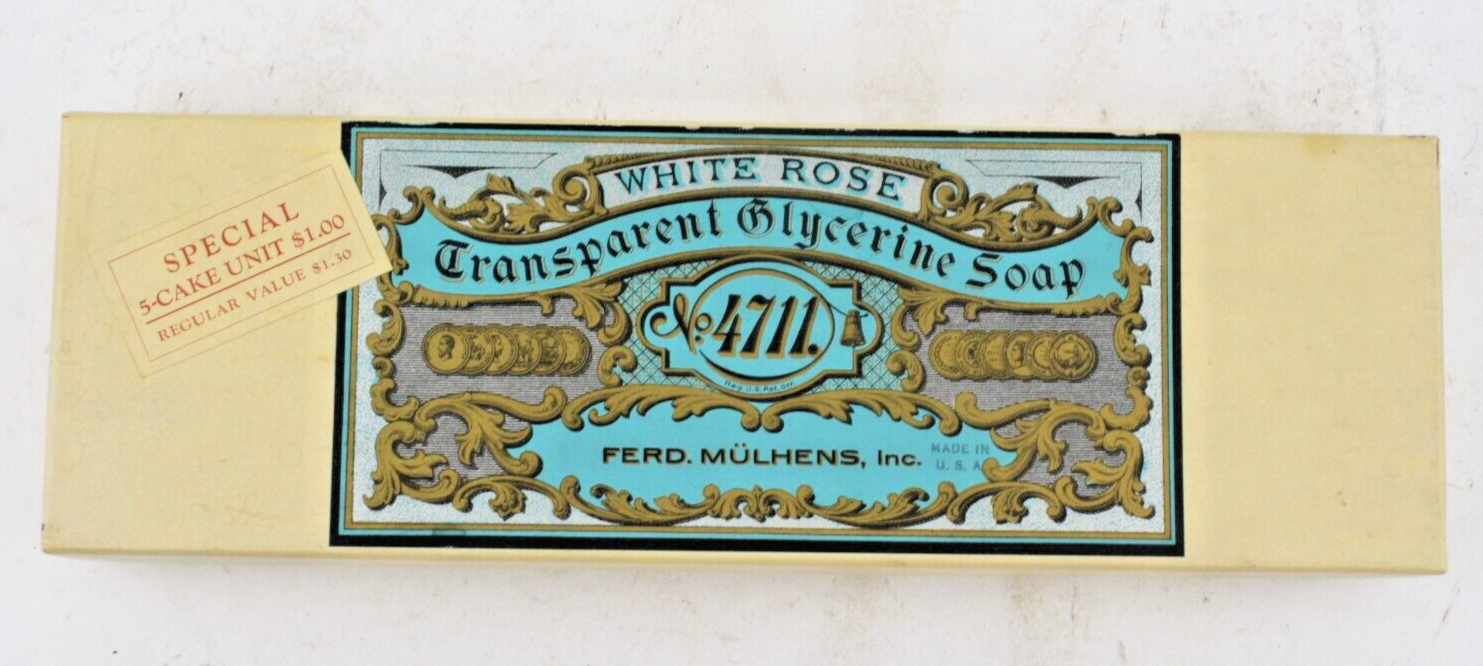 SPECIAL
5-CAKE UNIT $1.00
REGULAR VALUE $1.30
WHITE ROSE
Transparent Glycerine Soap
No 4711.
Reg. U.S. Pat. Off.
FERD. MÜLHENS, Inc.
MADE IN
U. S. A